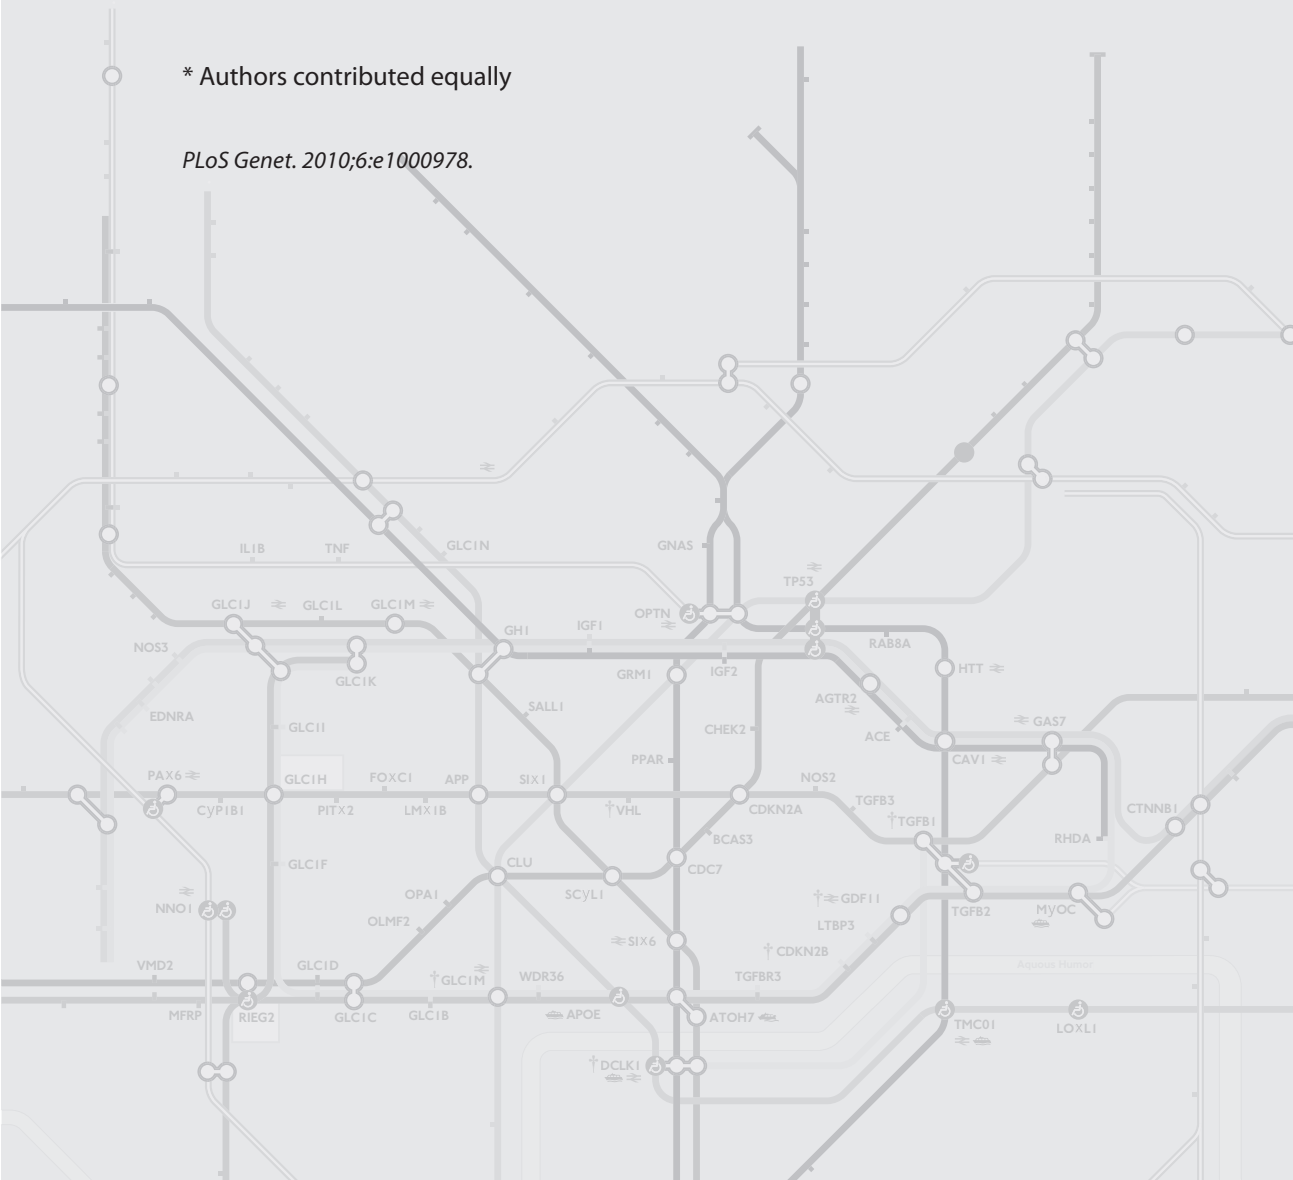 * Authors contributed equally
PLoS Genet. 2010;6:e1000978.
IL1B
TNF
GLC1N
GNAS
TP53
GLC1J
GLC1L
GLC1M
OPTN
GH1
IGF1
RAB8A
NOS3
GLC1K
GRM1
IGF2
HTT
AGTR2
EDNRA
SALL1
GLC1I
CHEK2
ACE
GAS7
PPAR
CAV1
PAX6
GLC1H
FOXC1
APP
SIX1
NOS2
CYP1B1
PITX2
LMX1B
†VHL
CDKN2A
TGFB3
CTNNB1
†TGFB1
BCAS3
RHDA
GLC1F
CLU
CDC7
OPA1
SCYL1
†GDF11
NNO1
OLMF2
LTBP3
TGFB2
MYOC
SIX6
†CDKN2B
VMD2
GLC1D
†GLC1M
WDR36
TGFBR3
Aqueous Humor
MFRP
RIEG2
GLC1C
GLC1B
APOE
ATOH7
TMC01
LOXL1
†DCLK1